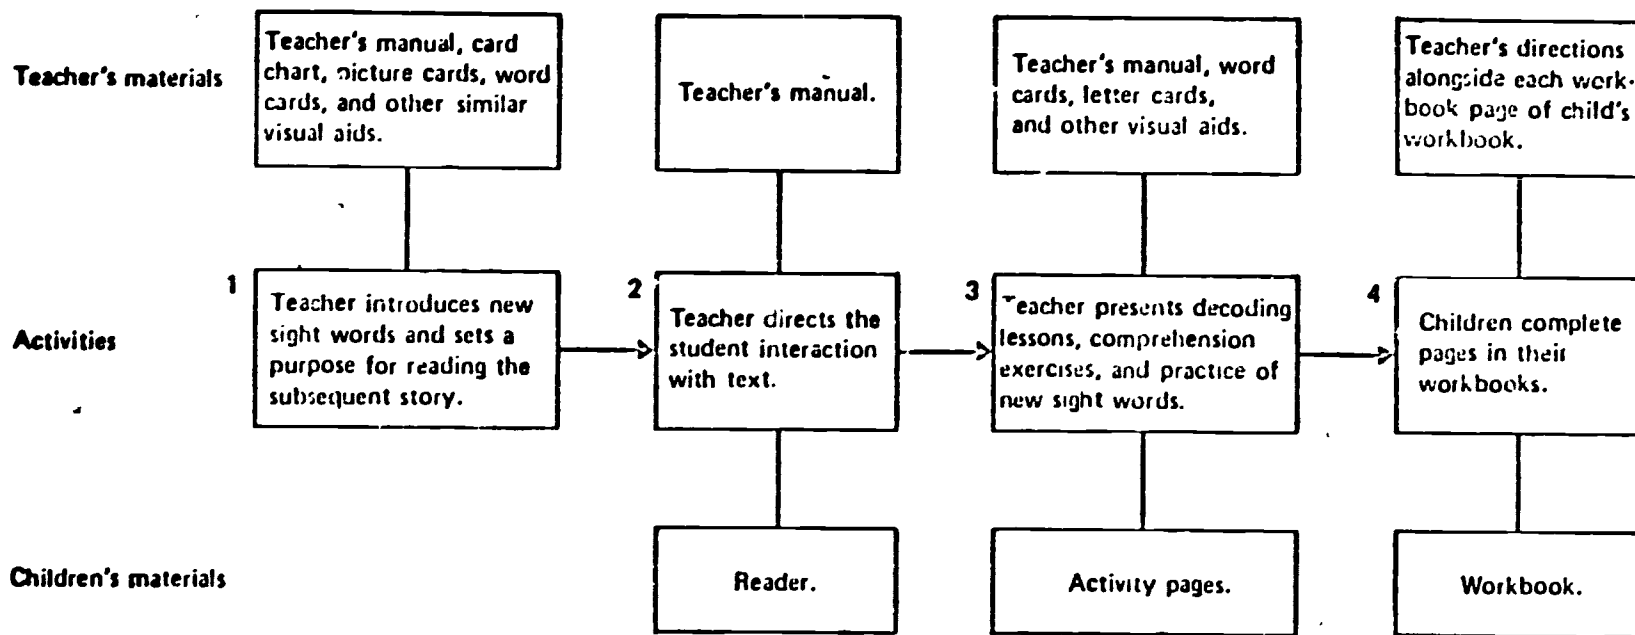 Teacher's materials
Teacher's manual, card
chart, picture cards, word
cards, and other similar
visual aids.
Teacher's manual.
Teacher's manual, word
cards, letter cards,
and other visual aids.
Teacher's directions
alongside each work-
book page of child's
workbook.
Activities
1
Teacher introduces new
sight words and sets a
purpose for reading the
subsequent story.
2
Teacher directs the
student interaction
with text.
3
Teacher presents decoding
lessons, comprehension
exercises, and practice of
new sight words.
4
Children complete
pages in their
workbooks.
Children's materials
Reader.
Activity pages.
Workbook.